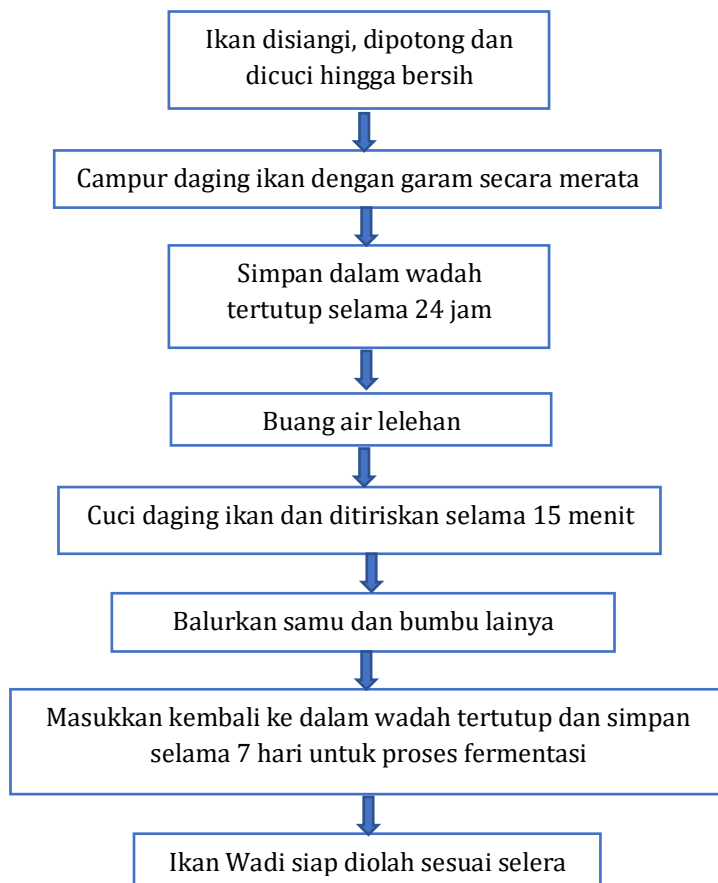 Ikan disiangi, dipotong dan
dicuci hingga bersih
Campur daging ikan dengan garam secara merata
Simpan dalam wadah
tertutup selama 24 jam
Buang air lelehan
Cuci daging ikan dan ditiriskan selama 15 menit
Balurkan samu dan bumbu lainya
Masukkan kembali ke dalam wadah tertutup dan simpan
selama 7 hari untuk proses fermentasi
Ikan Wadi siap diolah sesuai selera